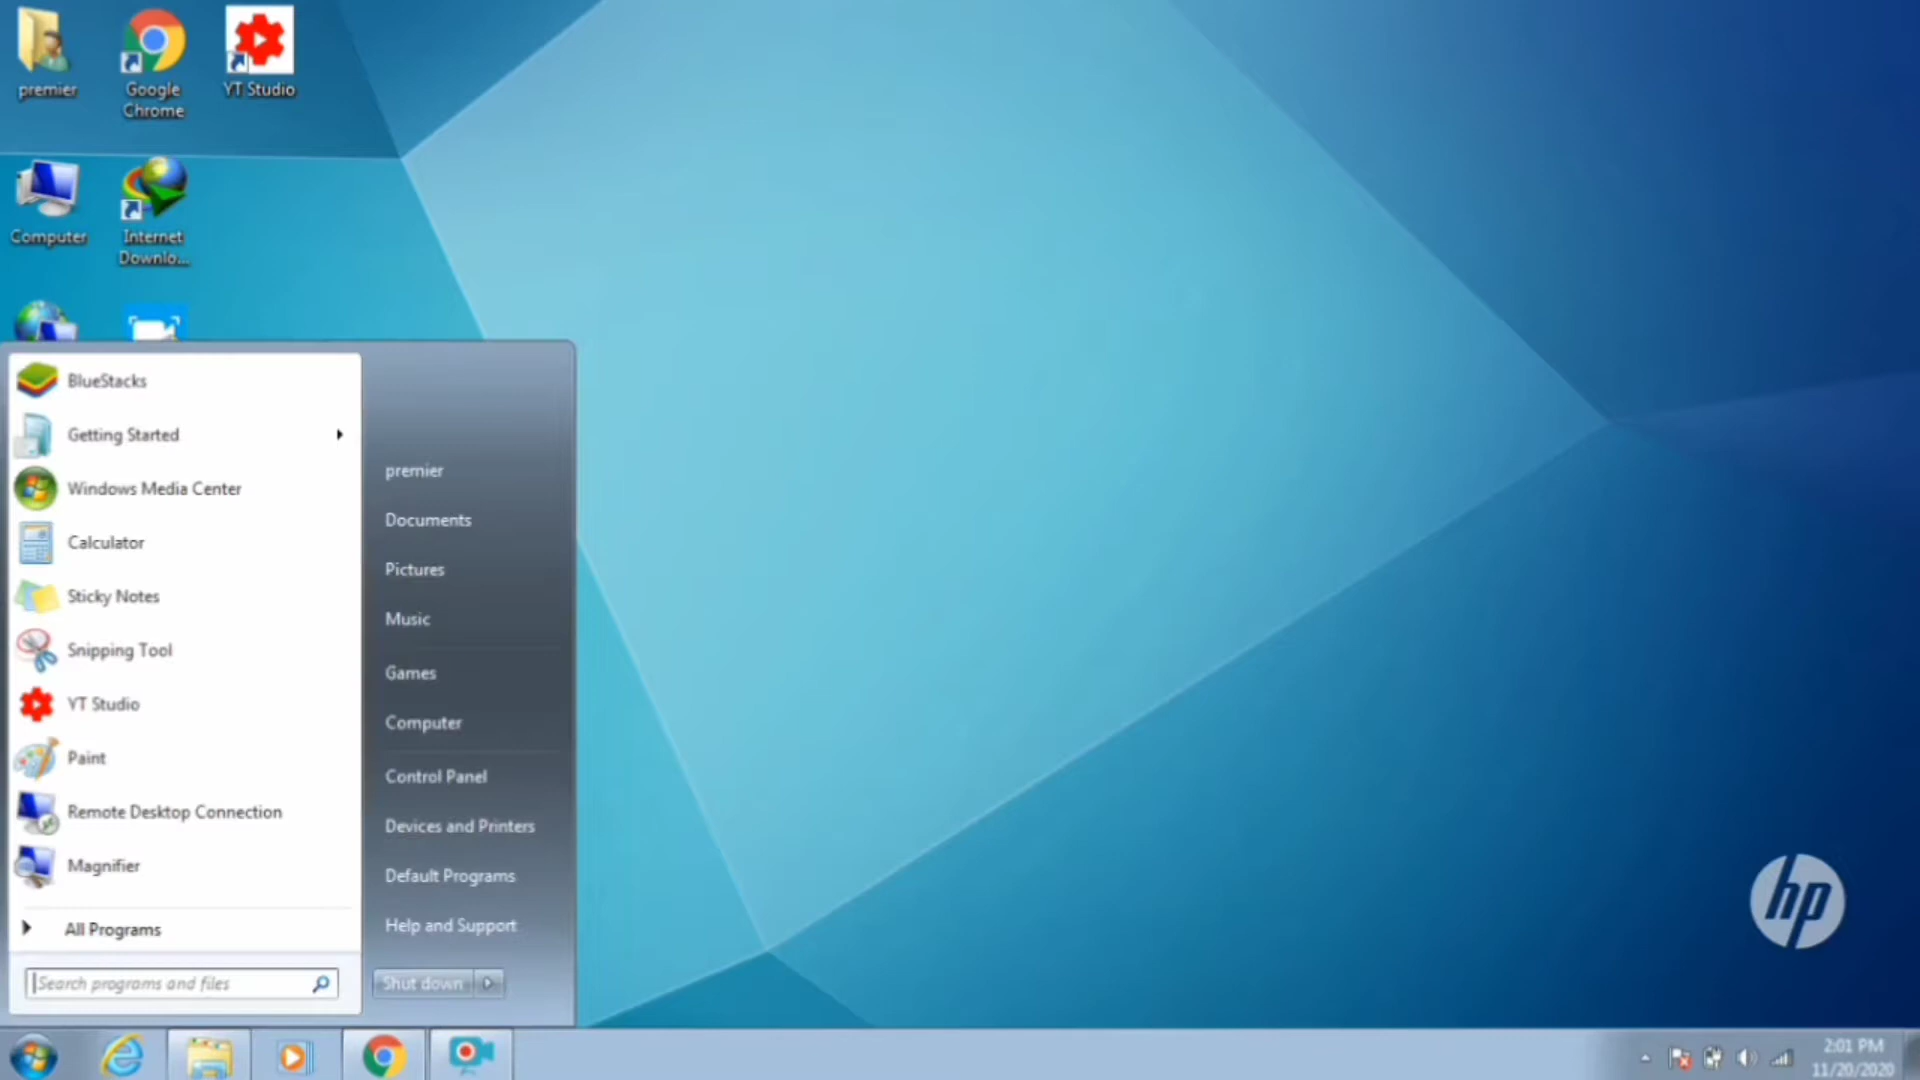 premier
Google
Chrome
YT Studio
Computer
Internet
Downlo...
BlueStacks
Getting Started
Windows Media Center
Calculator
Sticky Notes
Snipping Tool
YT Studio
Paint
Remote Desktop Connection
Magnifier
All Programs
Search programs and files
premier
Documents
Pictures
Music
Games
Computer
Control Panel
Devices and Printers
Default Programs
Help and Support
Shut down
hp
2:01 PM
11/20/2020